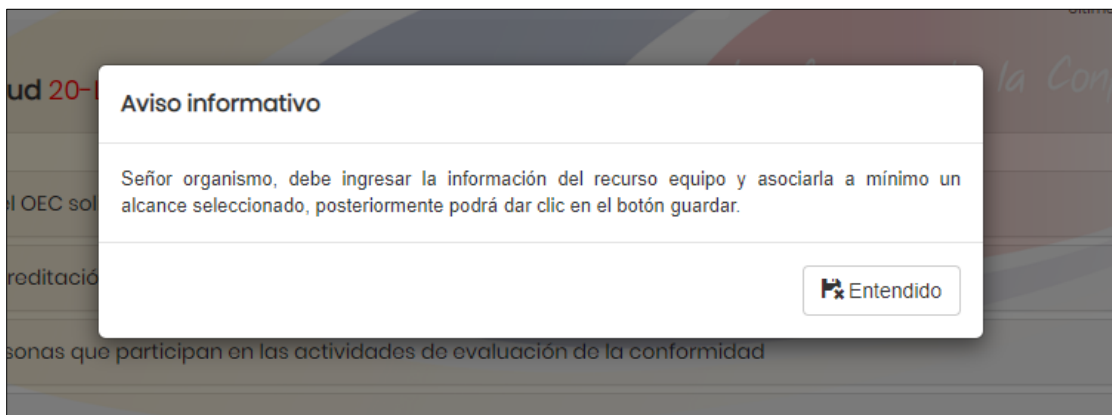 ud 20-
la Con
Aviso informativo
Señor organismo, debe ingresar la información del recurso equipo y asociarla a mínimo un
alcance seleccionado, posteriormente podrá dar clic en el botón guardar.
el OEC sol
reditació
Entendido
sonas que participan en las actividades de evaluación de la conformidad